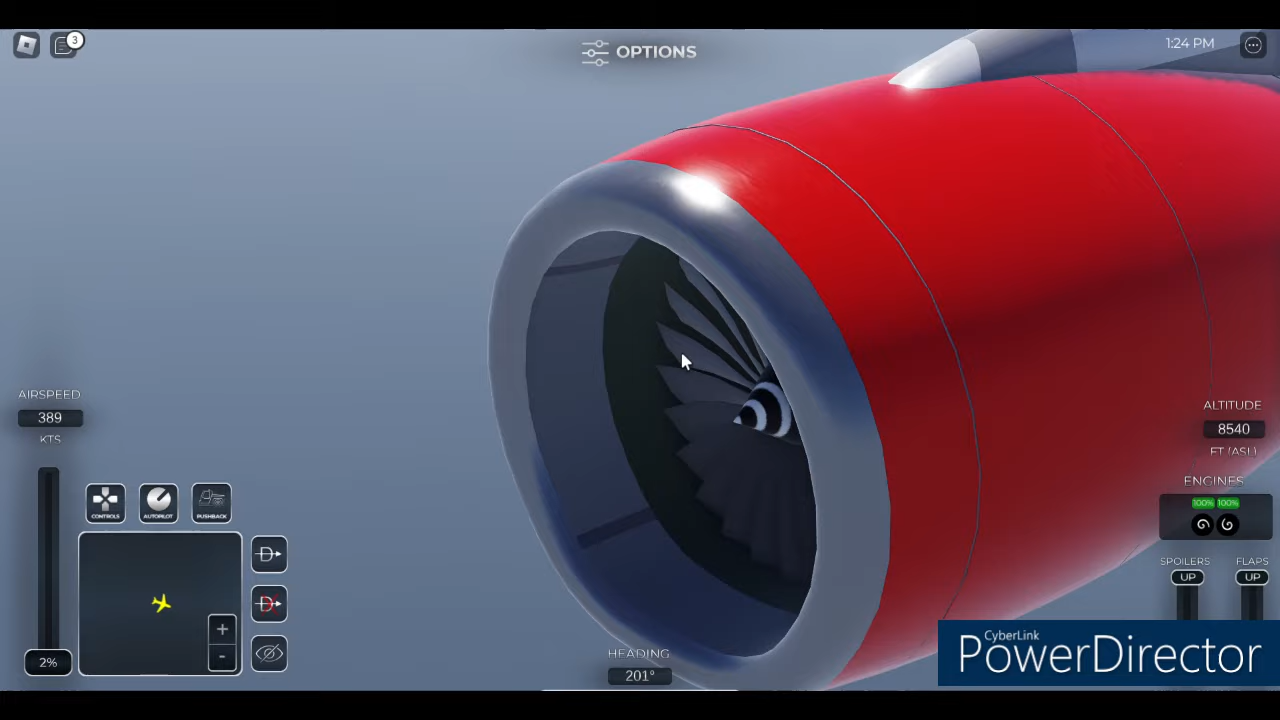 3
OPTIONS
1:24 PM
AIRSPEED
389
KTS
ALTITUDE
8540
FT (ASL)
ENGINES
100% 100%
CONTROLS
AUTOPILOT
PUSHBACK
SPOILERS
FLAPS
UP
UP
+
-
2%
HEADING
201°
CyberLink
PowerDirector